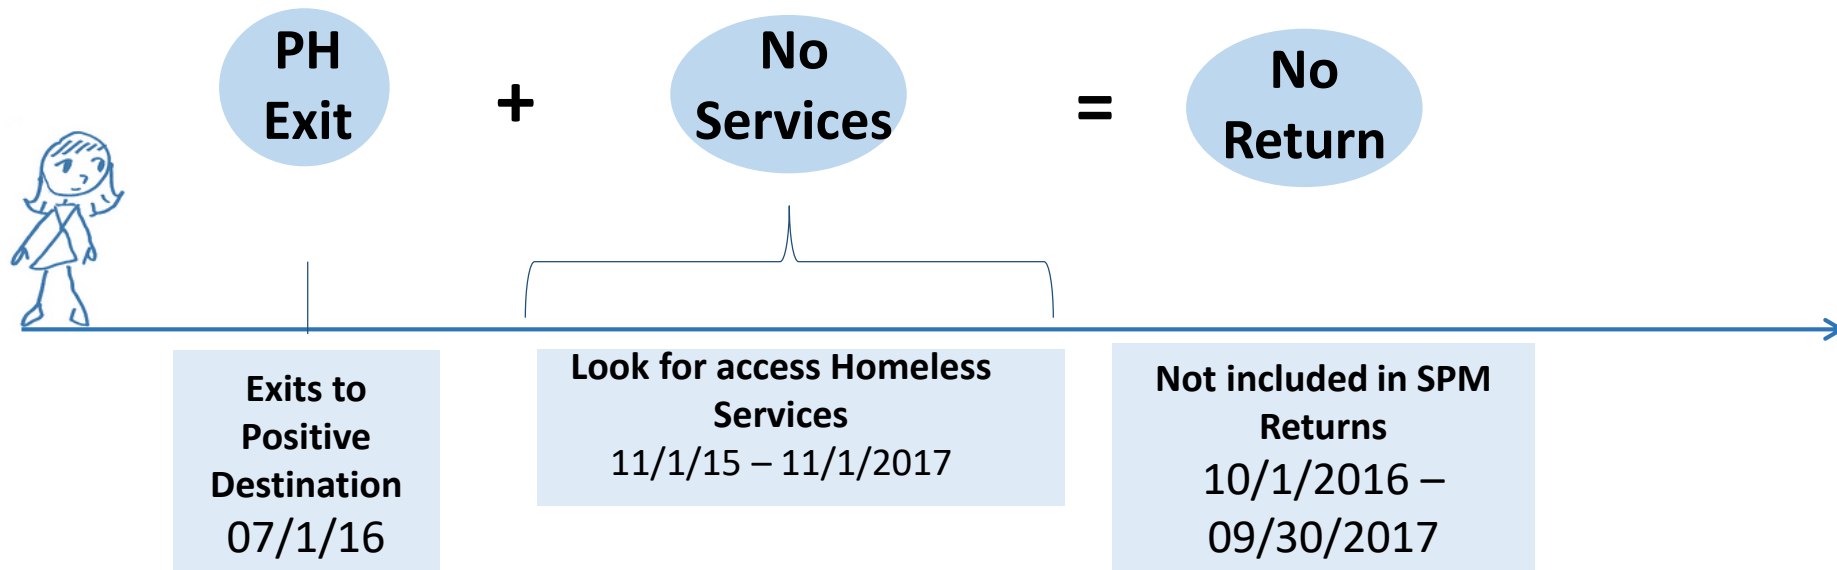 PH
Exit
+
No
Services
=
No
Return
Exits to
Positive
Destination
07/1/16
Look for access Homeless
Services
11/1/15 – 11/1/2017
Not included in SPM
Returns
10/1/2016 –
09/30/2017